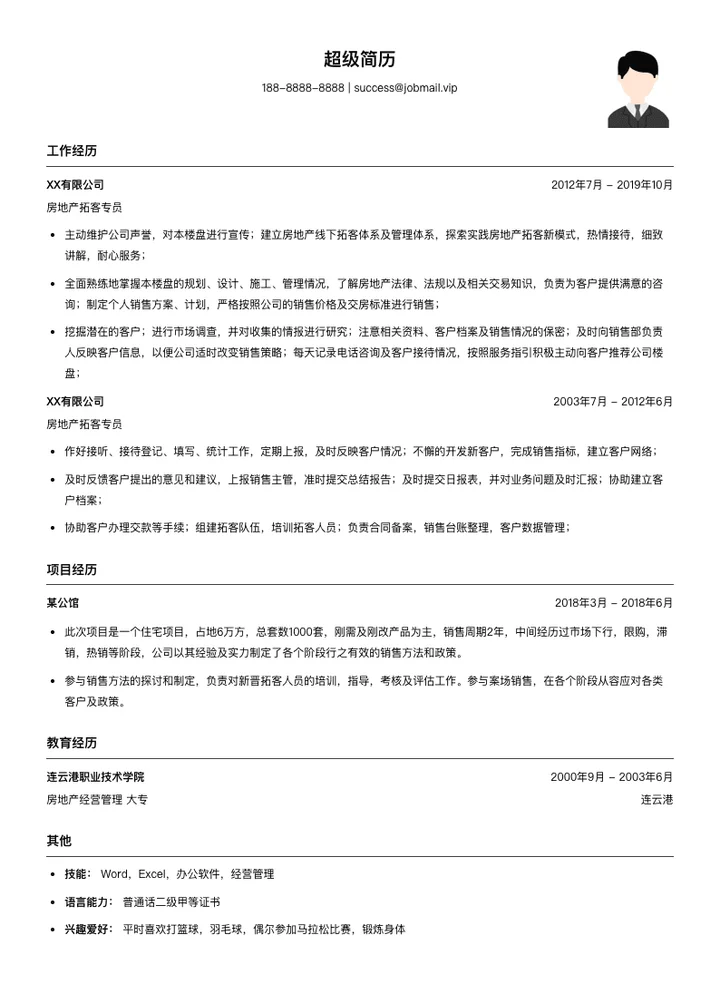 超级简历
188-8888-8888 | success@jobmail.vip
工作经历
XX有限公司 2012年7月 – 2019年10月
房地产拓客专员
• 主动维护公司声誉，对本楼盘进行宣传；建立房地产线下拓客体系及管理体系，探索实践房地产拓客新模式，热情接待，细致
讲解，耐心服务；
• 全面熟练地掌握本楼盘的规划、设计、施工、管理情况，了解房地产法律、法规以及相关交易知识，负责为客户提供满意的咨
询；制定个人销售方案、计划，严格按照公司的销售价格及交房标准进行销售；
• 挖掘潜在的客户；进行市场调查，并对收集的情报进行研究；注意相关资料、客户档案及销售情况的保密；及时向销售部负责
人反映客户信息，以便公司适时改变销售策略；每天记录电话咨询及客户接待情况，按照服务指引积极主动向客户推荐公司楼
盘；
XX有限公司 2003年7月 – 2012年6月
房地产拓客专员
• 作好接听、接待登记、填写、统计工作，定期上报，及时反映客户情况；不懈的开发新客户，完成销售指标，建立客户网络；
• 及时反馈客户提出的意见和建议，上报销售主管，准时提交总结报告；及时提交日报表，并对业务问题及时汇报；协助建立客
户档案；
• 协助客户办理交款等手续；组建拓客队伍，培训拓客人员；负责合同备案，销售台账整理，客户数据管理；
项目经历
某公馆 2018年3月 – 2018年6月
• 此次项目是一个住宅项目，占地6万方，总套数1000套，刚需及刚改产品为主，销售周期2年，中间经历过市场下行，限购，滞
销，热销等阶段，公司以其经验及实力制定了各个阶段行之有效的销售方法和政策。
• 参与销售方法的探讨和制定，负责对新晋拓客人员的培训，指导，考核及评估工作。参与案场销售，在各个阶段从容应对各类
客户及政策。
教育经历
连云港职业技术学院 2000年9月 – 2003年6月
房地产经营管理 大专 连云港
其他
• 技能： Word，Excel，办公软件，经营管理
• 语言能力： 普通话二级甲等证书
• 兴趣爱好： 平时喜欢打篮球，羽毛球，偶尔参加马拉松比赛，锻炼身体